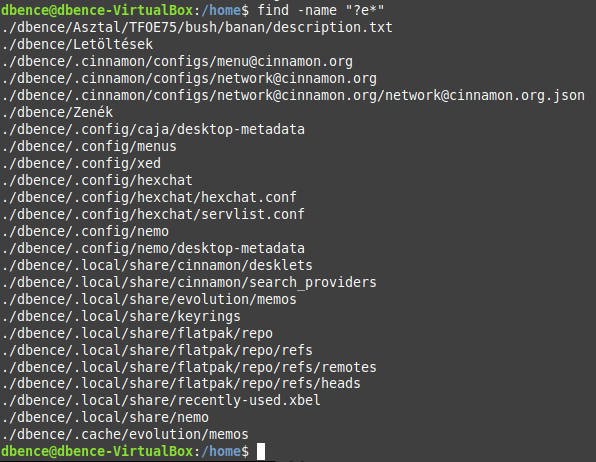 dbence@dbence-VirtualBox:/home$ find -name "?e*"
./dbence/Asztal/TFOE75/bush/banan/description.txt
./dbence/Letöltések
./dbence/.cinnamon/configs/menu@cinnamon.org
./dbence/.cinnamon/configs/network@cinnamon.org
./dbence/.cinnamon/configs/network@cinnamon.org/network@cinnamon.org.json
./dbence/Zenék
./dbence/.config/caja/desktop-metadata
./dbence/.config/menus
./dbence/.config/xed
./dbence/.config/hexchat
./dbence/.config/hexchat/hexchat.conf
./dbence/.config/hexchat/servlist.conf
./dbence/.config/nemo
./dbence/.config/nemo/desktop-metadata
./dbence/.local/share/cinnamon/desklets
./dbence/.local/share/cinnamon/search_providers
./dbence/.local/share/evolution/memos
./dbence/.local/share/keyrings
./dbence/.local/share/flatpak/repo
./dbence/.local/share/flatpak/repo/refs
./dbence/.local/share/flatpak/repo/refs/remotes
./dbence/.local/share/flatpak/repo/refs/heads
./dbence/.local/share/recently-used.xbel
./dbence/.local/share/nemo
./dbence/.cache/evolution/memos
dbence@dbence-VirtualBox:/home$